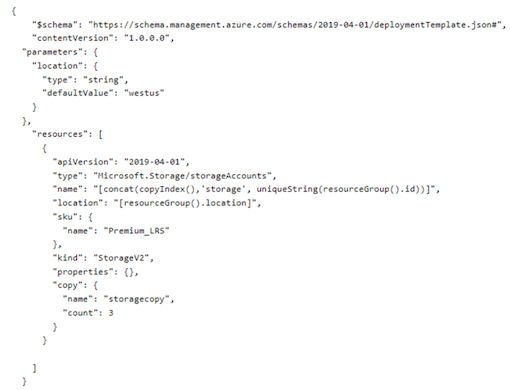 {
"$schema": "https://schema.management.azure.com/schemas/2019-04-01/deploymentTemplate.json#",
"contentVersion": "1.0.0.0",
"parameters": {
"location": {
"type": "string",
"defaultValue": "westus"
}
},
"resources": [
{
"apiVersion": "2019-04-01",
"type": "Microsoft.Storage/storageAccounts",
"name": "[concat(copyIndex(),'storage', uniqueString(resourceGroup().id))]",
"location": "[resourceGroup().location]",
"sku": {
"name": "Premium_LRS"
},
"kind": "StorageV2",
"properties": {},
"copy": {
"name": "storagecopy",
"count": 3
}
}
]
}